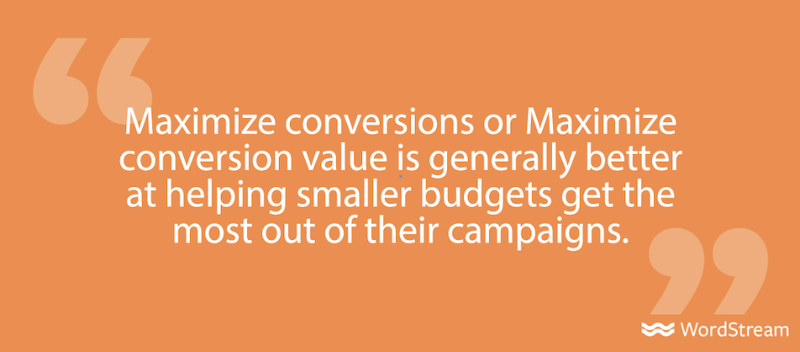 Maximize conversions or Maximize
conversion value is generally better
at helping smaller budgets get the
most out of their campaigns.
WordStream